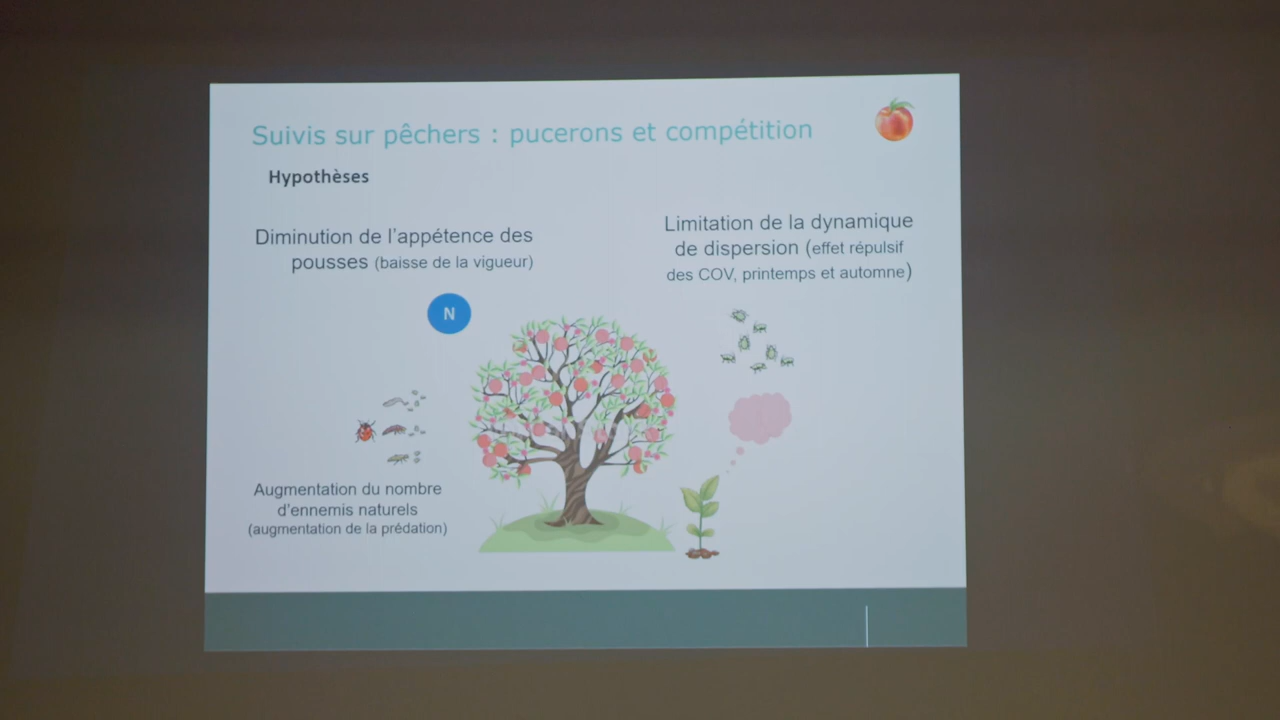 Suivis sur pêchers : pucerons et compétition
Hypothèses
Diminution de l'appétence des
pousses (baisse de la vigueur)
Limitation de la dynamique
de dispersion (effet répulsif
des COV, printemps et automne)
N
Augmentation du nombre
d'ennemis naturels
(augmentation de la prédation)